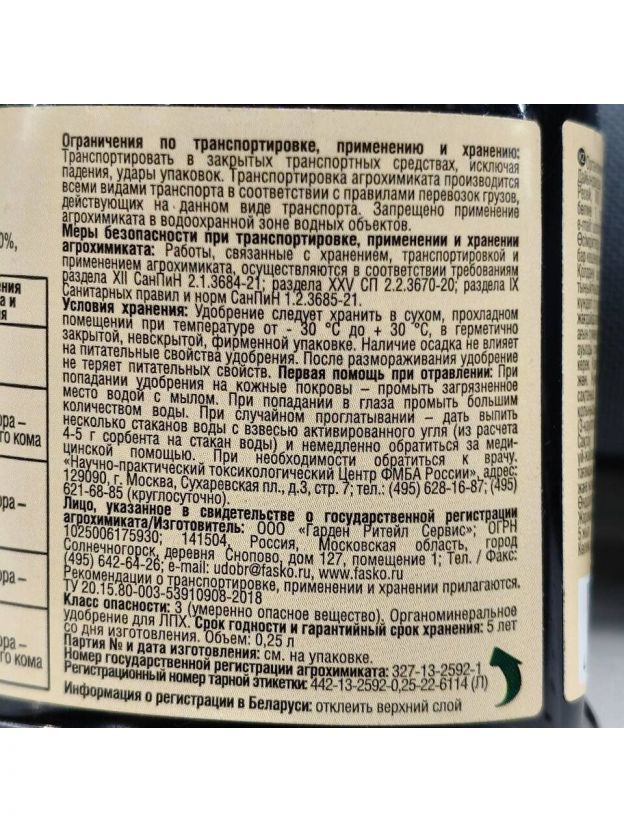 Ограничения по транспортировке, применению и хранению:
Транспортировать в закрытых транспортных средствах, исключая
падения, удары упаковок. Транспортировка агрохимиката производится
всеми видами транспорта в соответствии с правилами перевозок грузов,
действующих на данном виде транспорта. Запрещено применение
агрохимиката в водоохранной зоне водных объектов.
Меры безопасности при транспортировке, применении и хранении
агрохимиката: Работы, связанные с хранением, транспортировкой и
применением агрохимиката, осуществляются в соответствии требованиям
раздела XII СанПиН 2.1.3684-21; раздела XXV СП 2.2.3670-20; раздела IX
Санитарных правил и норм СанПиН 1.2.3685-21.
Условия хранения: Удобрение следует хранить в сухом, прохладном
помещении при температуре от - 30 °C до + 30 °C, в герметично
закрытой, невскрытой, фирменной упаковке. Наличие осадка не влияет
на питательные свойства удобрения. После размораживания удобрение
не теряет питательных свойств. Первая помощь при отравлении: При
попадании удобрения на кожные покровы – промыть загрязненное
место водой с мылом. При попадании в глаза промыть большим
количеством воды. При случайном проглатывании – дать выпить
несколько стаканов воды с взвесью активированного угля (из расчета
4-5 г сорбента на стакан воды) и немедленно обратиться за меди-
цинской помощью. При необходимости обратиться к врачу.
«Научно-практический токсикологический Центр ФМБА России», адрес:
129090, г. Москва, Сухаревская пл., д.3, стр. 7; тел.: (495) 628-16-87; (495)
621-68-85 (круглосуточно).
Лицо, указанное в свидетельстве о государственной регистрации
агрохимиката/Изготовитель: ООО «Гарден Ритейл Сервис»; ОГРН
1025006175930; 141504, Россия, Московская область, город
Солнечногорск, деревня Снопово, дом 127, помещение 1; Тел. / Факс:
(495) 642-64-26; e-mail: udobr@fasko.ru, www.fasko.ru
Рекомендации о транспортировке, применении и хранении прилагаются.
ТУ 20.15.80-003-53910908-2018
Класс опасности: 3 (умеренно опасное вещество). Органоминеральное
удобрение для ЛПХ. Срок годности и гарантийный срок хранения: 5 лет
со дня изготовления. Объем: 0,25 л
Партия № и дата изготовления: см. на упаковке.
Номер государственной регистрации агрохимиката: 327-13-2592-1
Регистрационный номер тарной этикетки: 442-13-2592-0,25-22-6114 (Л)
Информация о регистрации в Беларуси: отклеить верхний слой